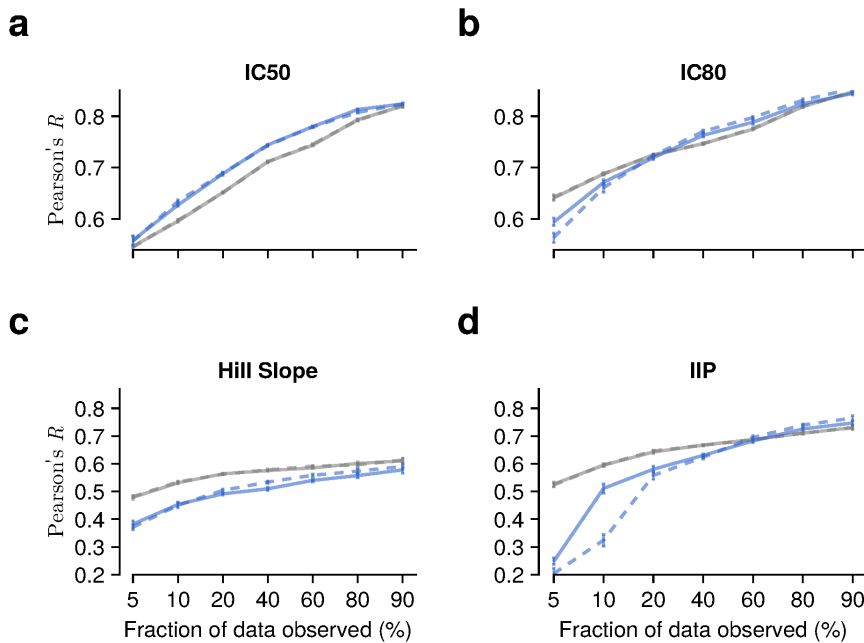 a
IC50
Pearson's R
0.8
0.7
0.6
b
IC80
0.8
0.7
0.6
c
Hill Slope
Pearson's R
0.8
0.7
0.6
0.5
0.4
0.3
0.2
5 10 20 40 60 80 90
Fraction of data observed (%)
d
IIP
0.8
0.7
0.6
0.5
0.4
0.3
0.2
5 10 20 40 60 80 90
Fraction of data observed (%)